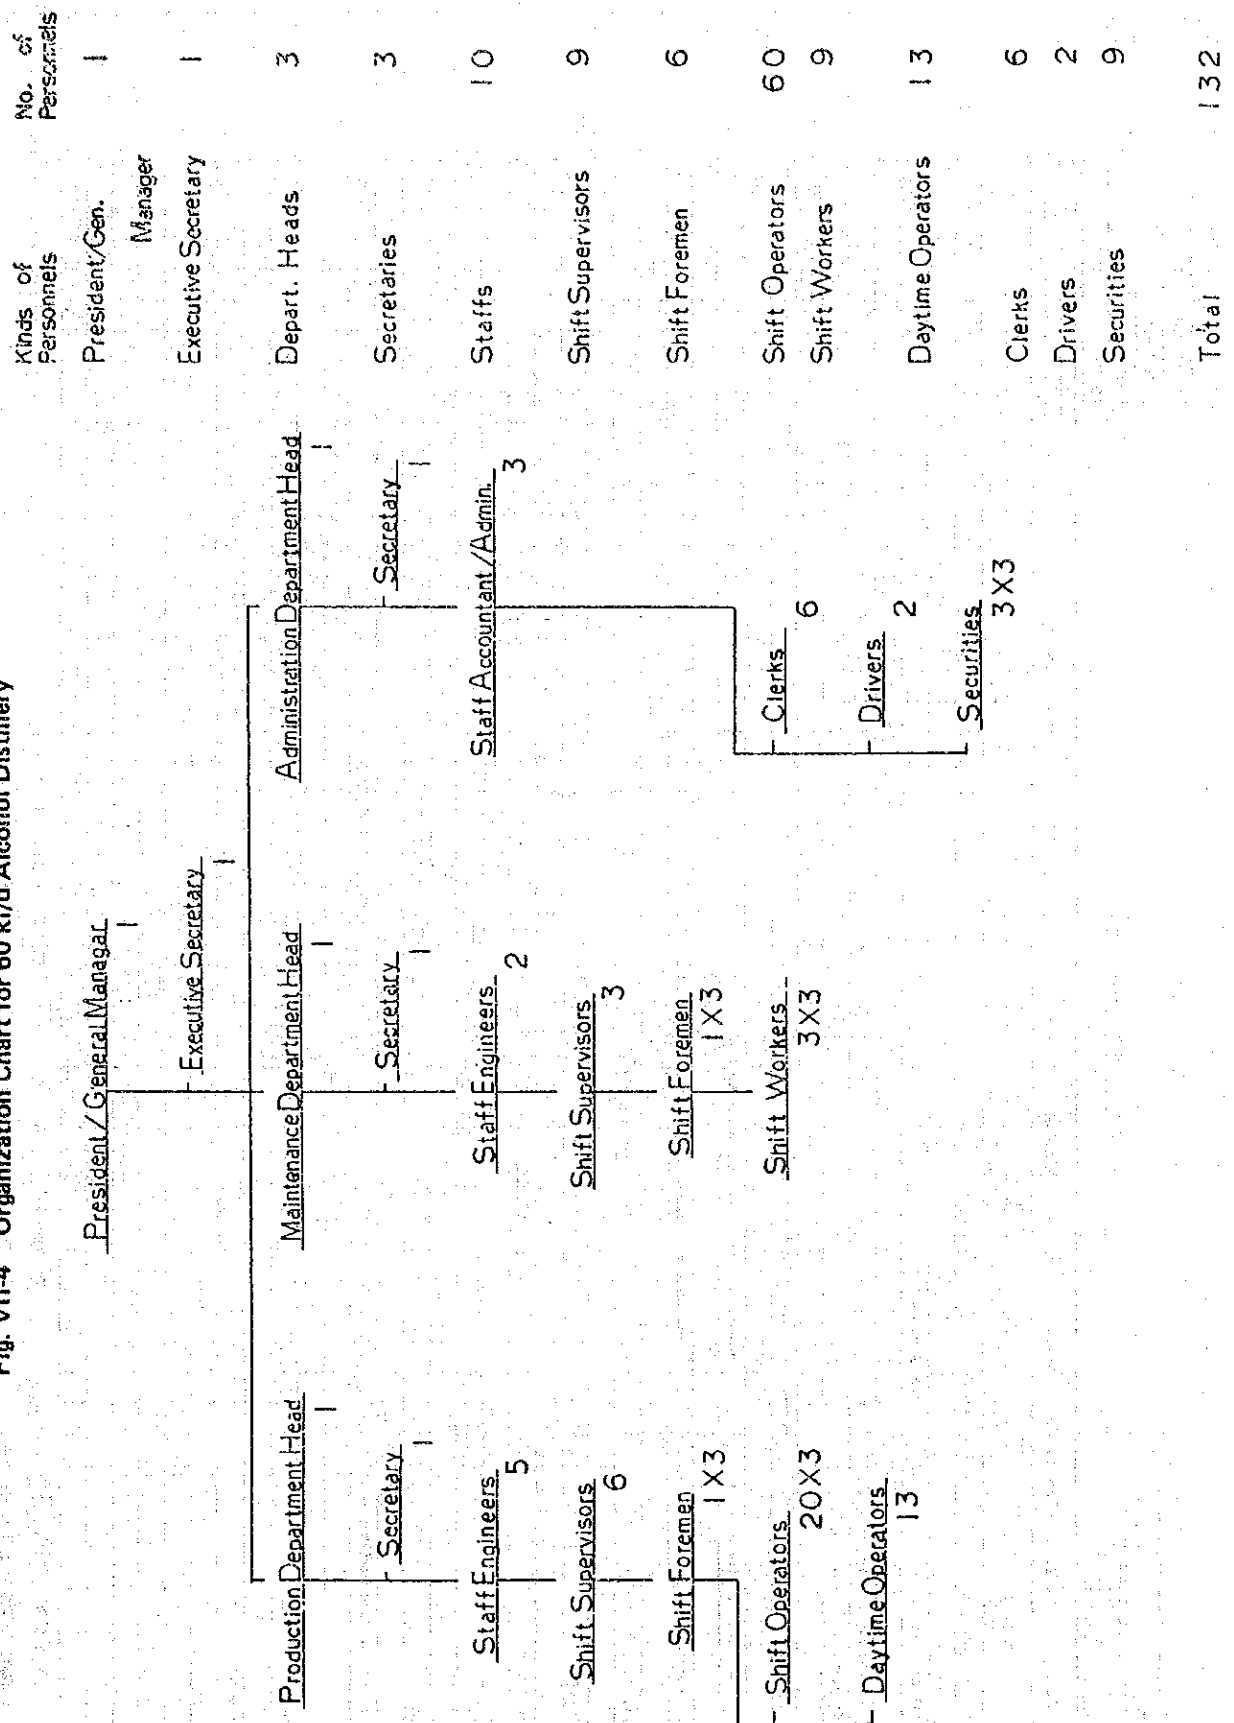 Fig. VII-4 Organization Chart for 60 kl/d Alcohol Distillery
Kinds of Personnels
No. of Personnels
President/General Managar
1
President/Gen. Manager
1
Executive Secretary
1
Executive Secretary
1
Production Department Head
1
Maintenance Department Head
1
Administration Department Head
1
Depart. Heads
3
Secretary
1
Secretary
1
Secretary
1
Secretaries
3
Staff Engineers
5
Staff Engineers
2
Staff Accountant/Admin.
3
Staffs
10
Shift Supervisors
6
Shift Supervisors
3
Shift Supervisors
9
Shift Foremen
1X3
Shift Foremen
1X3
Shift Foremen
6
Shift Operators
20X3
Shift Workers
3X3
Clerks
6
Shift Operators
60
Shift Workers
9
Daytime Operators
13
Drivers
2
Daytime Operators
13
Securities
3X3
Clerks
6
Drivers
2
Securities
9
Total
132